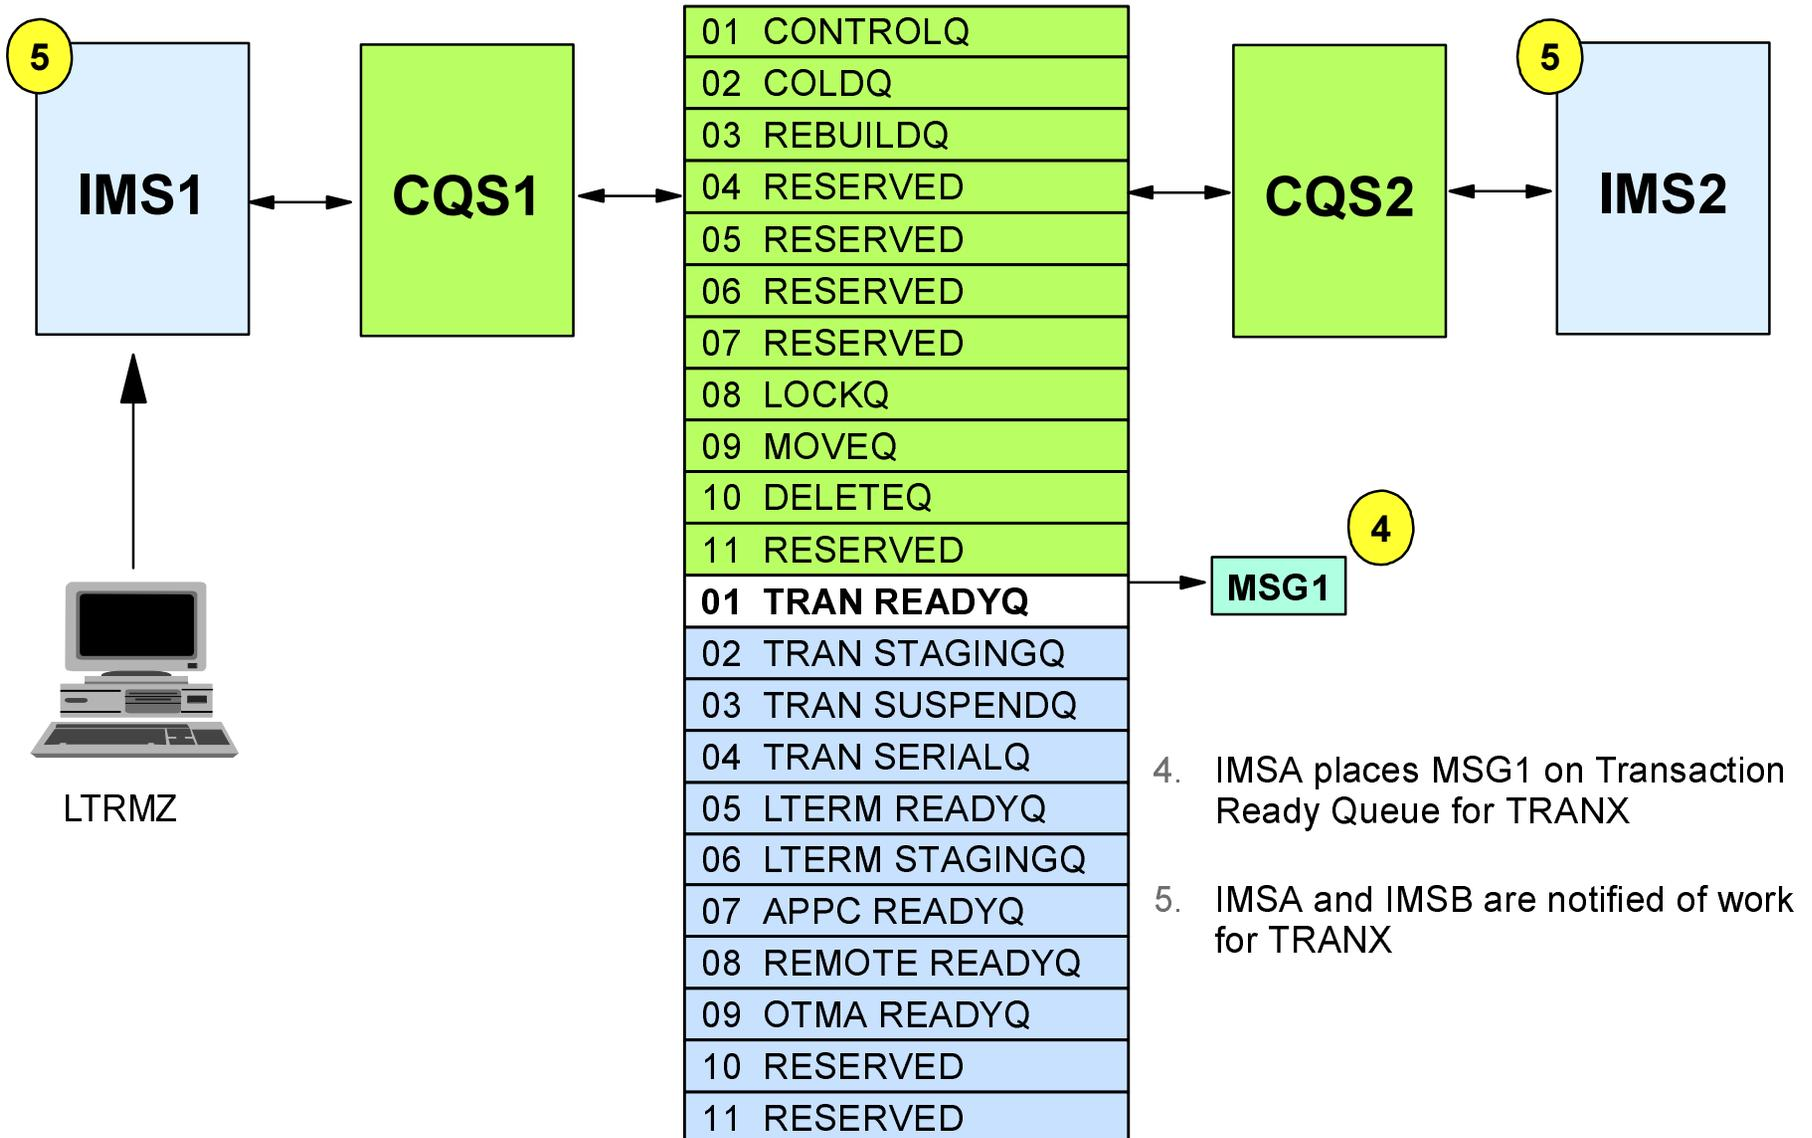 5
IMS1
CQS1
01 CONTROLQ
02 COLDQ
03 REBUILDQ
04 RESERVED
05 RESERVED
06 RESERVED
07 RESERVED
08 LOCKQ
09 MOVEQ
10 DELETEQ
11 RESERVED
01 TRAN READYQ
02 TRAN STAGINGQ
03 TRAN SUSPENDQ
04 TRAN SERIALQ
05 LTERM READYQ
06 LTERM STAGINGQ
07 APPC READYQ
08 REMOTE READYQ
09 OTMA READYQ
10 RESERVED
11 RESERVED
CQS2
5
IMS2
4
MSG1
LTRMZ
4. IMSA places MSG1 on Transaction
Ready Queue for TRANX
5. IMSA and IMSB are notified of work
for TRANX